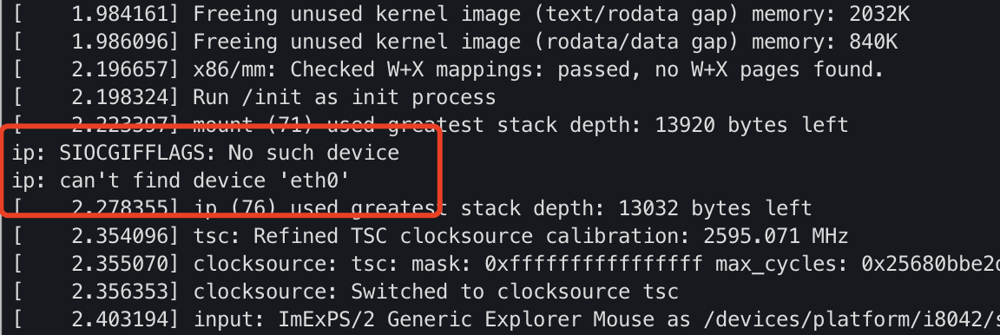 [    1.984161] Freeing unused kernel image (text/rodata gap) memory: 2032K
[    1.986096] Freeing unused kernel image (rodata/data gap) memory: 840K
[    2.196657] x86/mm: Checked W+X mappings: passed, no W+X pages found.
[    2.198324] Run /init as init process
[    2.223397] mount (71) used greatest stack depth: 13920 bytes left
ip: SIOCGIFFLAGS: No such device
ip: can't find device 'eth0'
[    2.278355] ip (76) used greatest stack depth: 13032 bytes left
[    2.354096] tsc: Refined TSC clocksource calibration: 2595.071 MHz
[    2.355070] clocksource: tsc: mask: 0xffffffffffffffff max_cycles: 0x25680bbe2
[    2.356353] clocksource: Switched to clocksource tsc
[    2.403194] input: ImExPS/2 Generic Explorer Mouse as /devices/platform/i8042/s